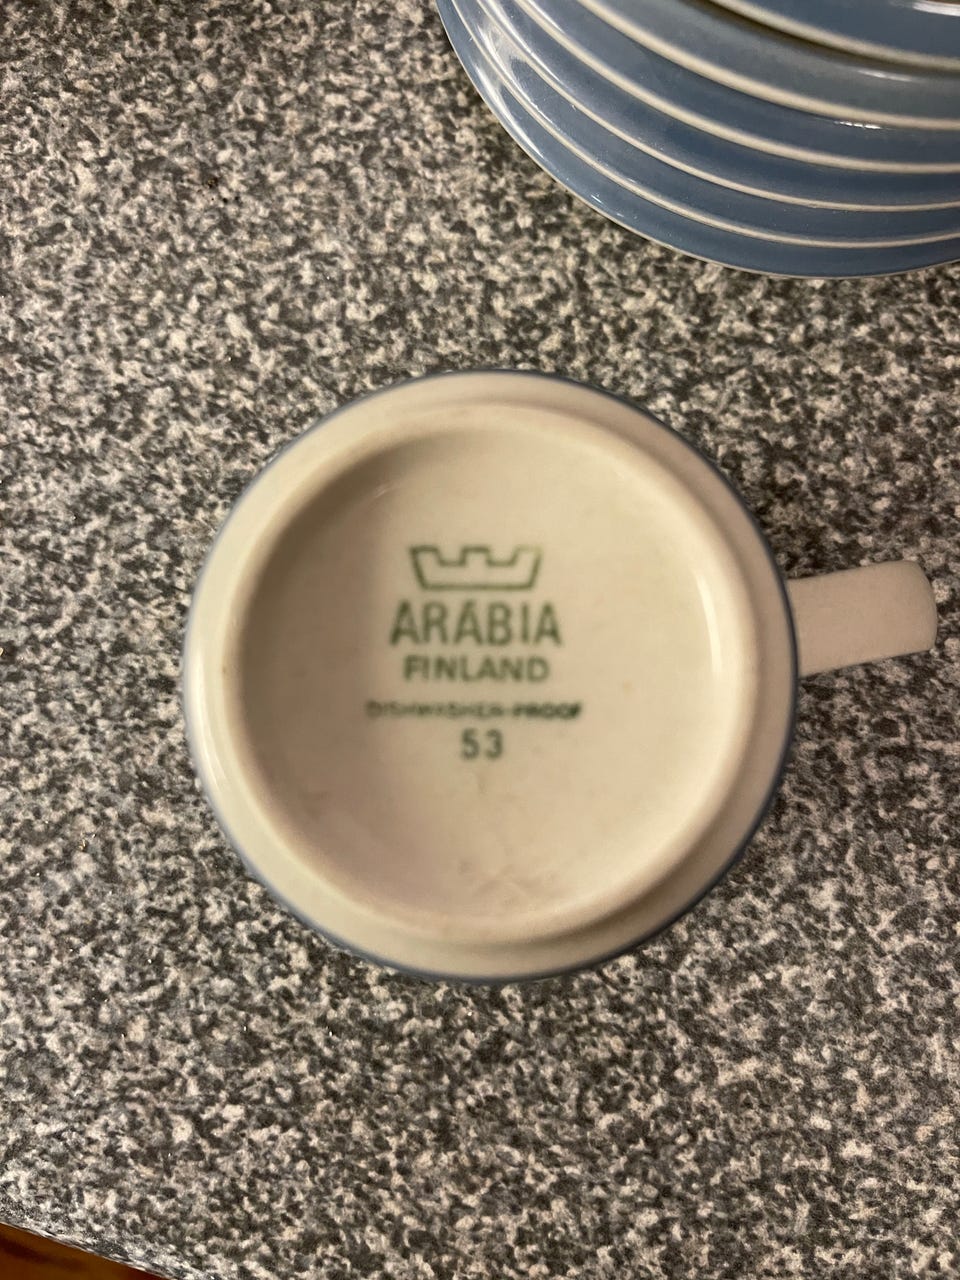 ARABIA
FINLAND
DISHWASHER-PROOF
53